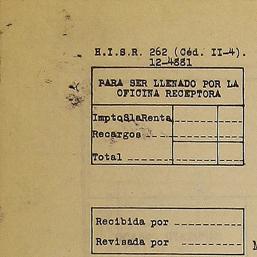 H.I.S.R. 262 (Céd. II-4).
12-4551
PARA SER LLENADO POR LA
OFICINA RECEPTORA
ImptoSlaRenta
Recargos
Total
Recibida por
Revisada por